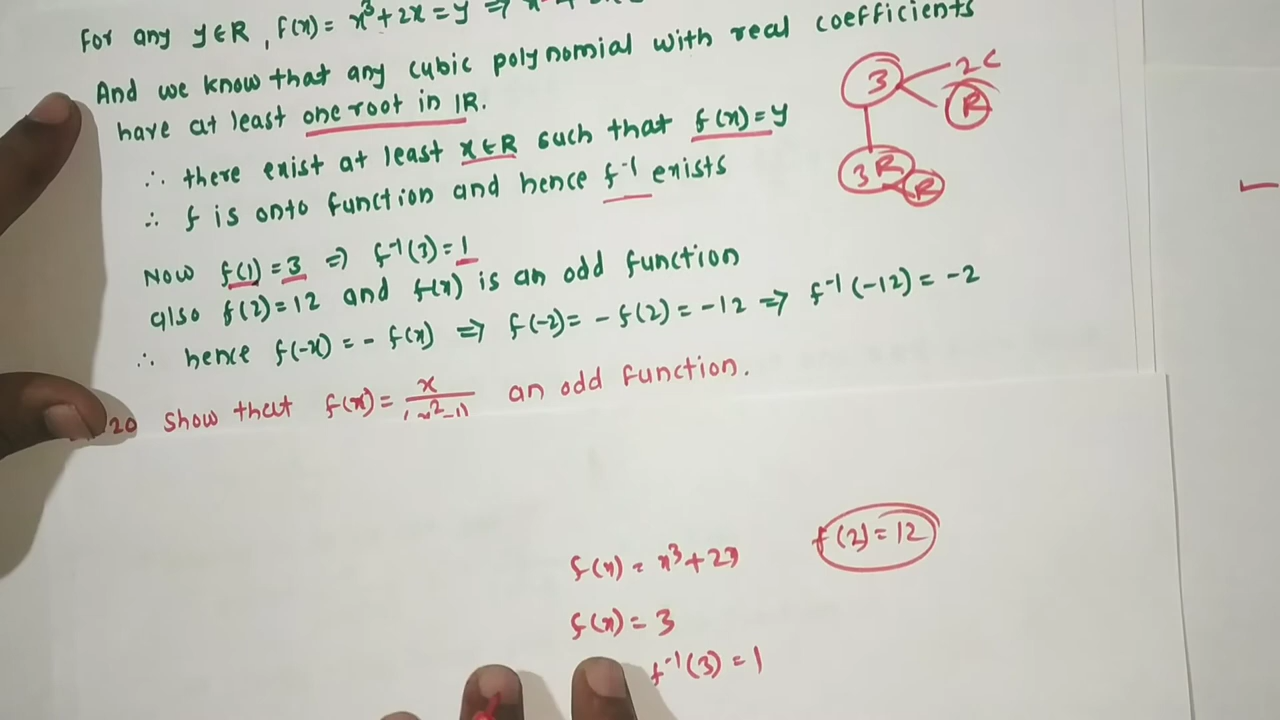 For any y∈R, f(x) = x³+2x = y ⇒
And we know that any cubic polynomial with real coefficients
have at least one root in IR.
∴ there exist at least x∈R such that f(x)=y
∴ f is onto function and hence f⁻¹ exists
Now f(1)=3 ⇒ f⁻¹(3)=1
also f(2)=12 and f(x) is an odd function
∴ hence f(-x) = - f(x) ⇒ f(-2) = - f(2) = -12 ⇒ f⁻¹(-12) = -2
20 Show that f(x) = x/(x²-1) an odd function.
3
2C
R
3R
R
f(2)=12
f(x) = x³+2x
f(x) = 3
f⁻¹(3) = 1